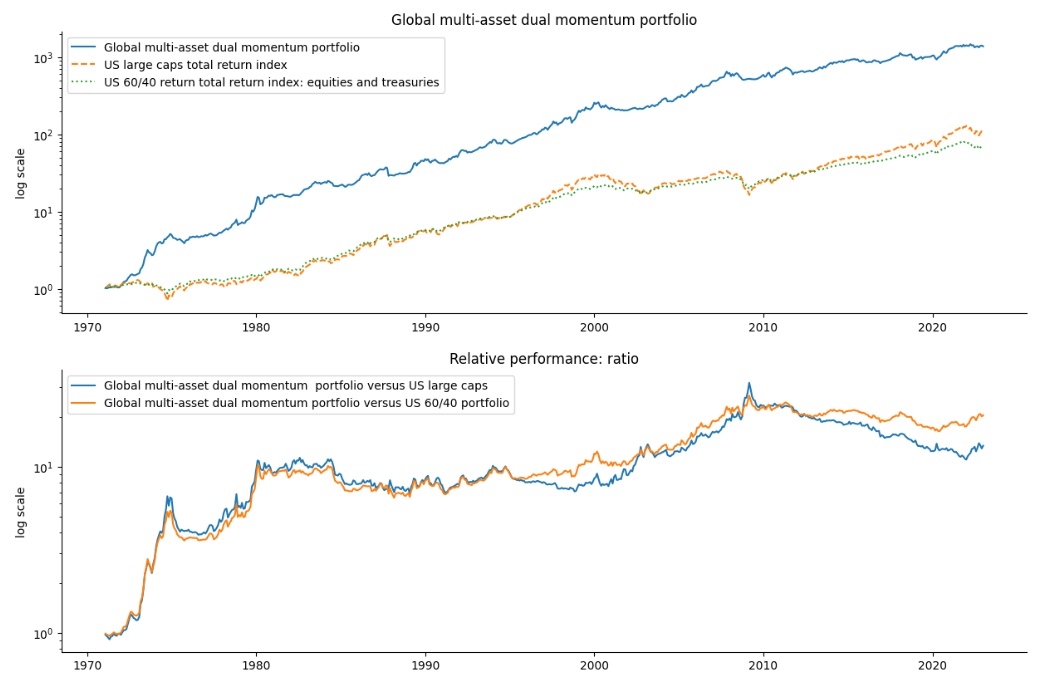 Global multi-asset dual momentum portfolio
Global multi-asset dual momentum portfolio
US large caps total return index
US 60/40 return total return index: equities and treasuries
log scale
10³
10²
10¹
10⁰
1970 1980 1990 2000 2010 2020
Relative performance: ratio
Global multi-asset dual momentum  portfolio versus US large caps
Global multi-asset dual momentum portfolio versus US 60/40 portfolio
log scale
10¹
10⁰
1970 1980 1990 2000 2010 2020